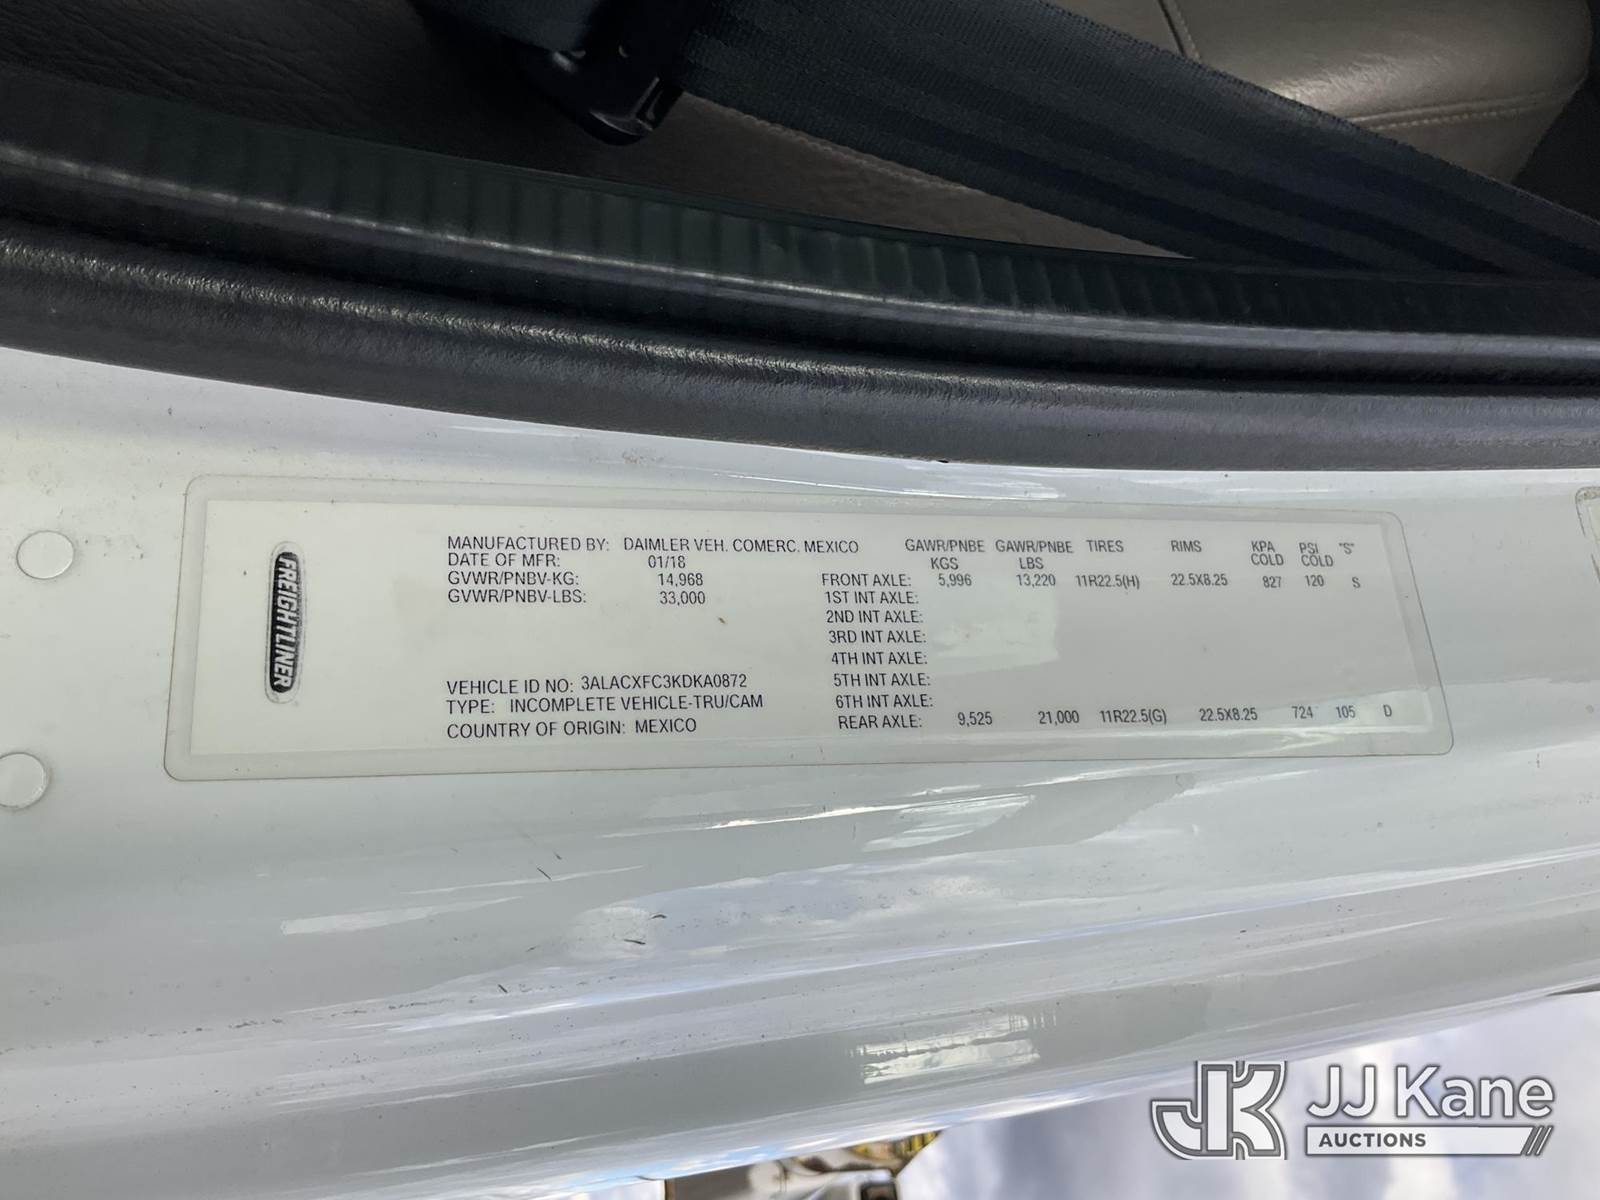 FREIGHTLINER
MANUFACTURED BY: DAIMLER VEH. COMERC. MEXICO
DATE OF MFR: 01/18
GVWR/PNBV-KG: 14,968
GVWR/PNBV-LBS: 33,000
VEHICLE ID NO: 3ALACXFC3KDKA0872
TYPE: INCOMPLETE VEHICLE-TRU/CAM
COUNTRY OF ORIGIN: MEXICO
GAWR/PNBE GAWR/PNBE TIRES RIMS KPA PSI "S"
KGS LBS COLD COLD
FRONT AXLE: 5,996 13,220 11R22.5(H) 22.5X8.25 827 120 S
1ST INT AXLE:
2ND INT AXLE:
3RD INT AXLE:
4TH INT AXLE:
5TH INT AXLE:
6TH INT AXLE:
REAR AXLE: 9,525 21,000 11R22.5(G) 22.5X8.25 724 105 D
JK JJ Kane
AUCTIONS